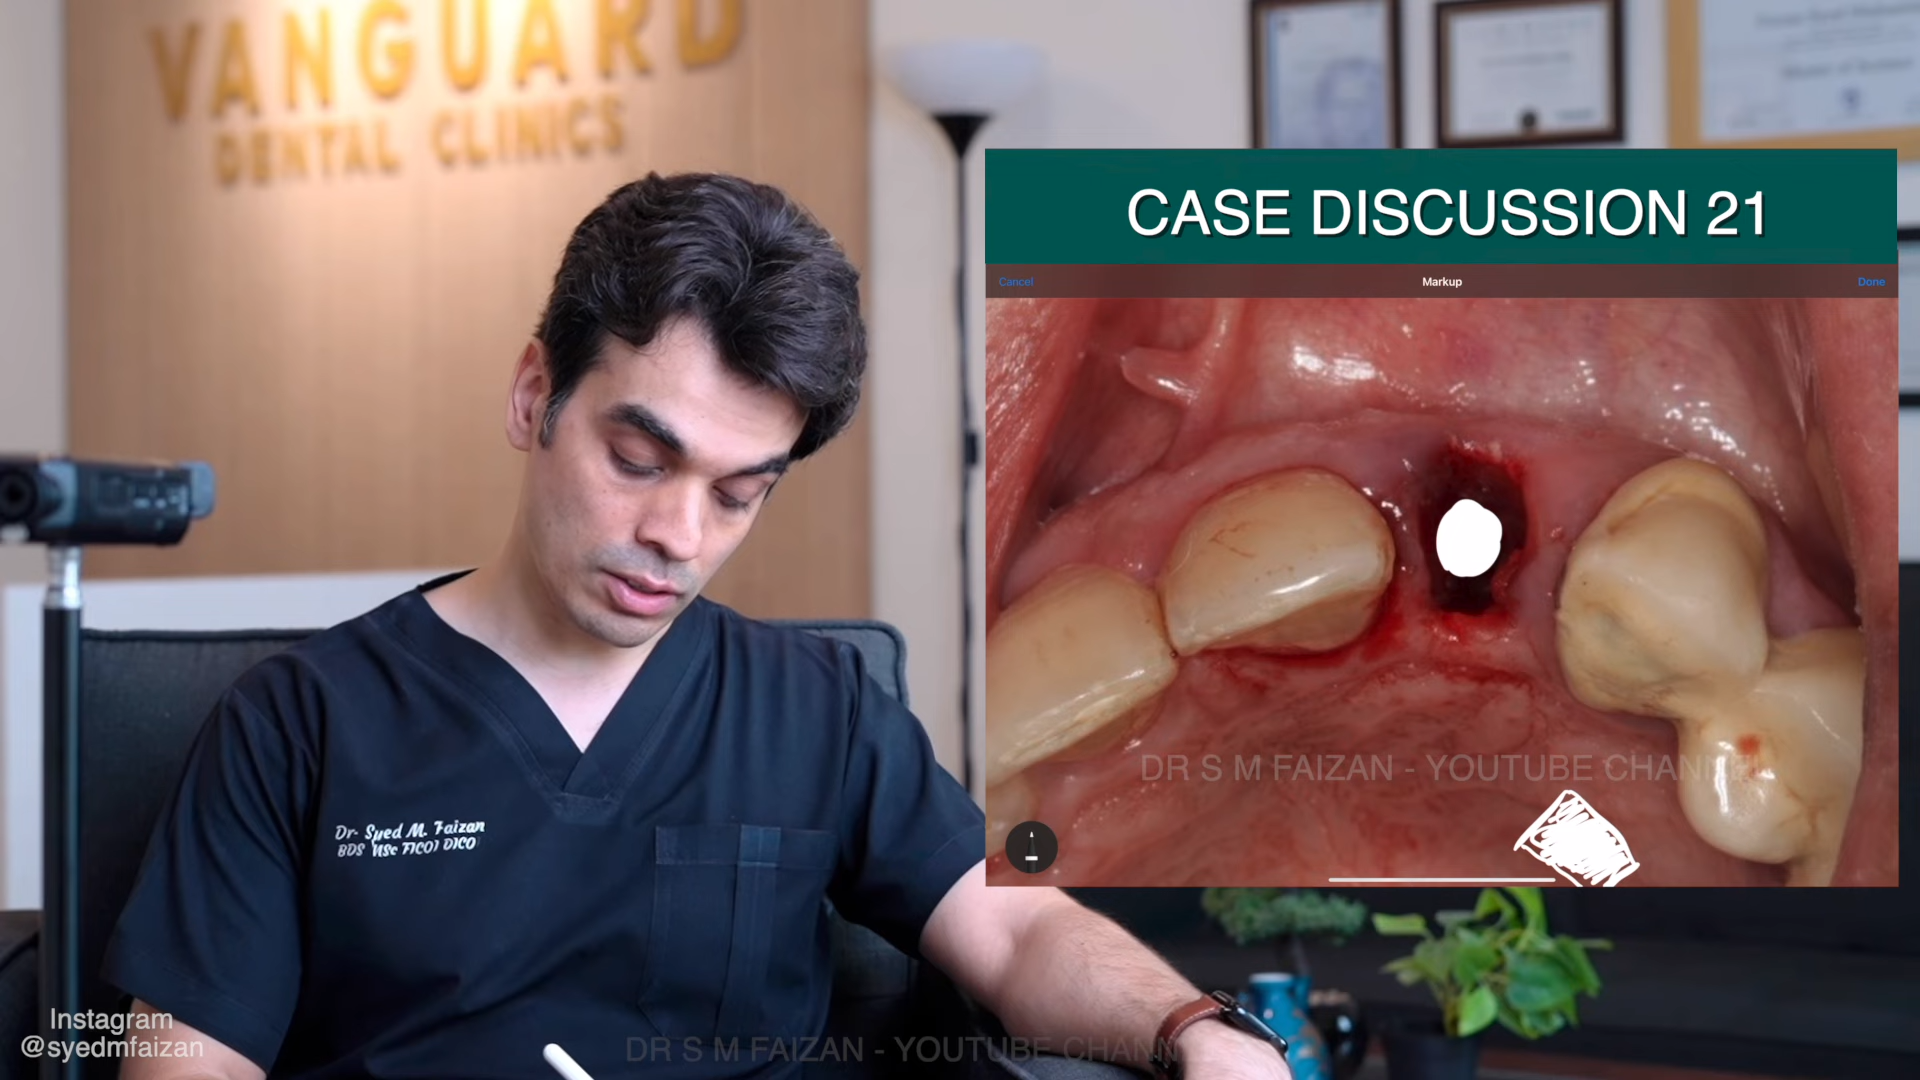 VANGUARD
DENTAL CLINICS
CASE DISCUSSION 21
Cancel
Markup
Done
DR S M FAIZAN - YOUTUBE CHANNEL
Dr. Syed M. Faizan
BDS MSc FICOI DICOI
Instagram
@syedmfaizan
DR S M FAIZAN - YOUTUBE CHANN